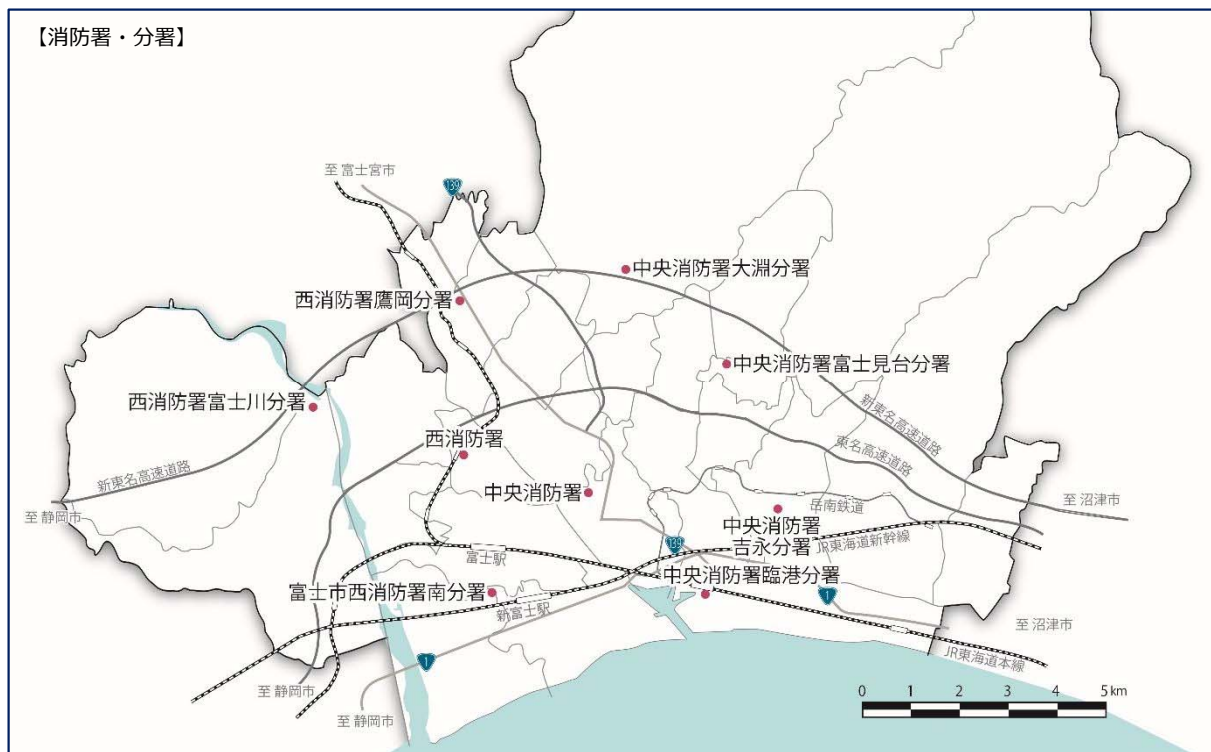 【消防署・分署】
至 富士宮市
139
中央消防署大淵分署
西消防署鷹岡分署
中央消防署富士見台分署
西消防署富士川分署
新東名高速道路
西消防署
東名高速道路
新東名高速道路
中央消防署
岳南鉄道
至 沼津市
至 静岡市
中央消防署
吉永分署
139
JR東海道新幹線
富士駅
中央消防署臨港分署
富士市西消防署南分署
1
新富士駅
至 沼津市
1
JR東海道本線
至 静岡市
至 静岡市
0 1 2 3 4 5km